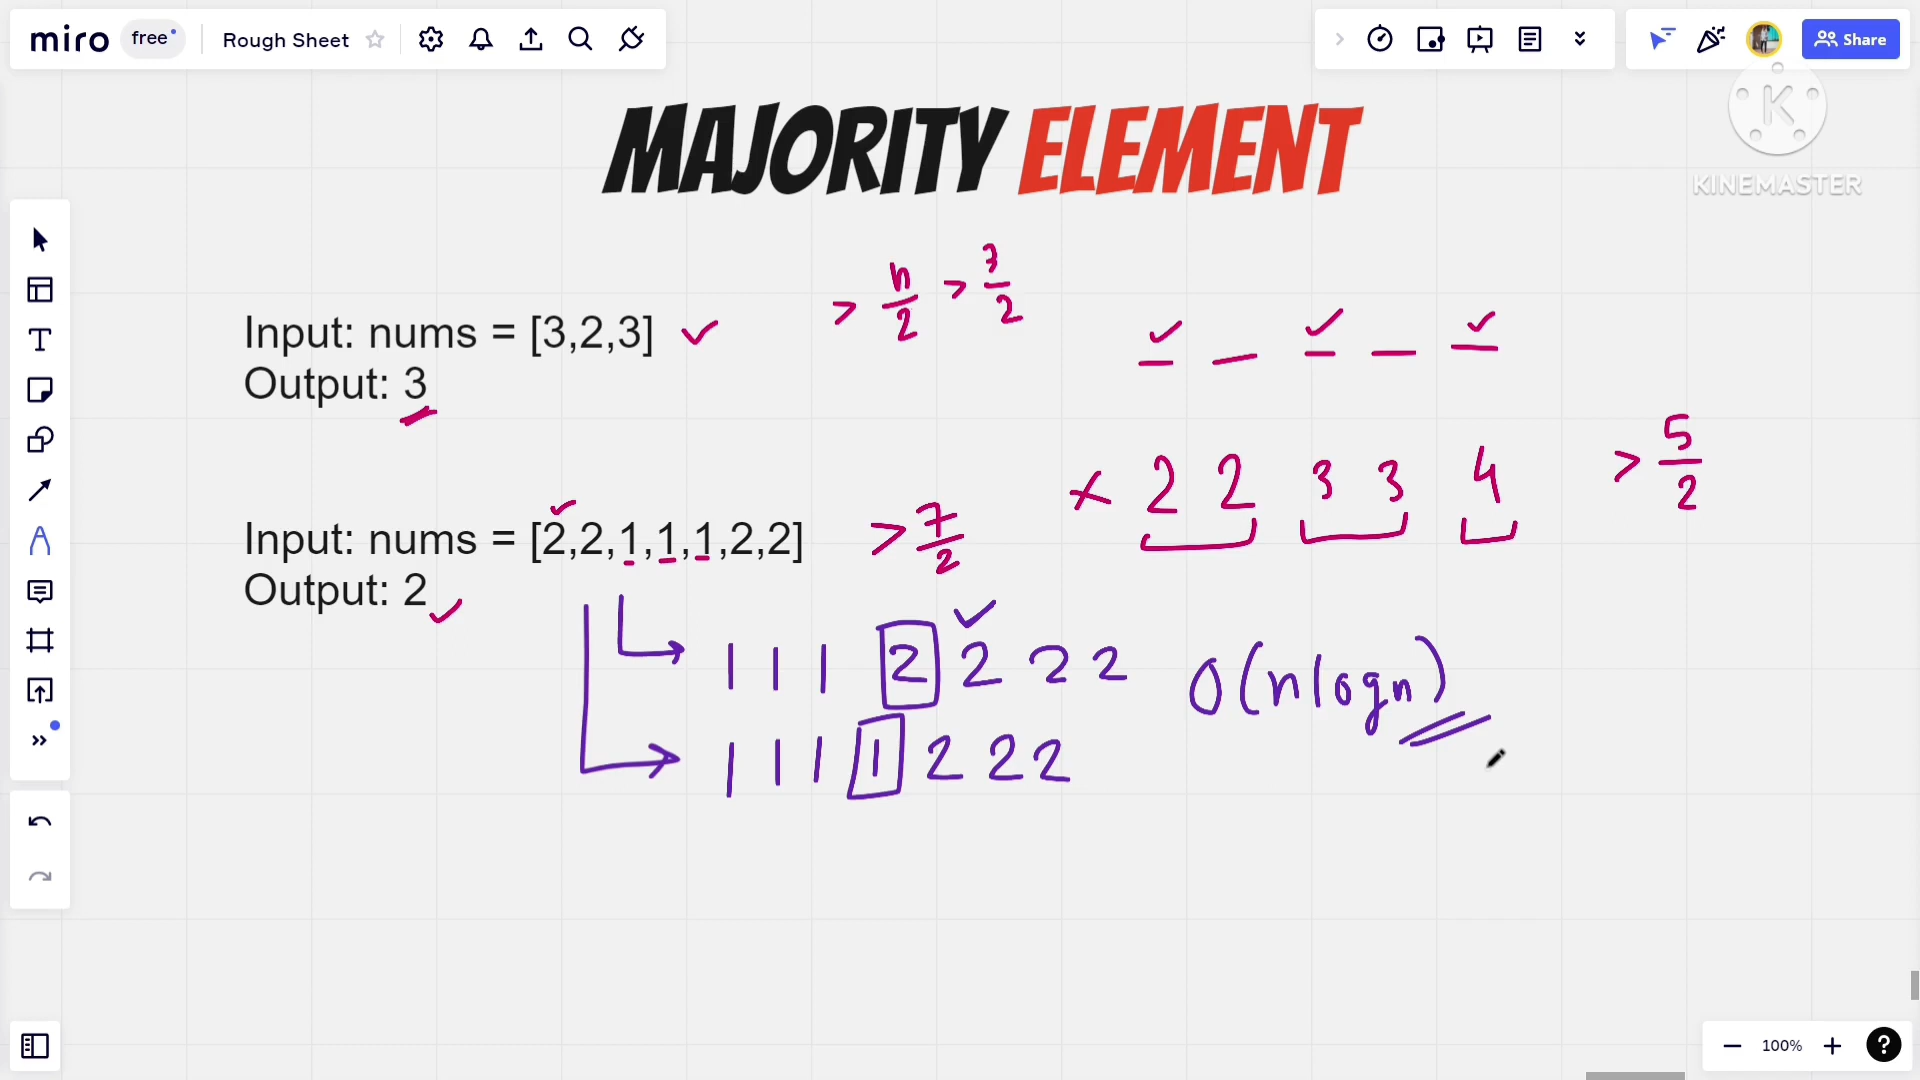 miro free Rough Sheet
Share
KINEMASTER
MAJORITY ELEMENT
> n/2 > 3/2
Input: nums = [3,2,3]
Output: 3
× 2 2 3 3 4 > 5/2
Input: nums = [2,2,1,1,1,2,2] > 7/2
Output: 2
1 1 1 2 2 2 2 O(nlogn)
1 1 1 1 2 2 2
100%